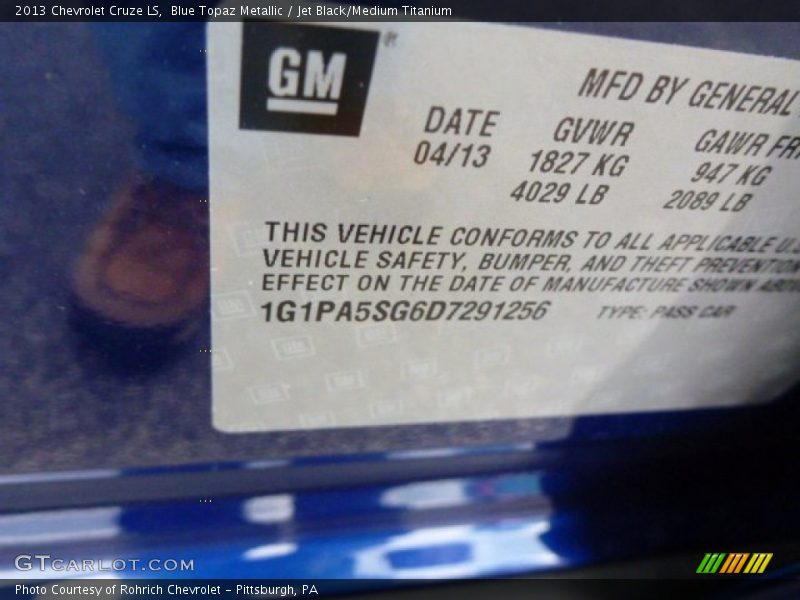 2013 Chevrolet Cruze LS, Blue Topaz Metallic / Jet Black/Medium Titanium
GM
MFD BY GENERAL
DATE GVWR GAWR FR
04/13 1827 KG 947 KG
4029 LB 2089 LB
THIS VEHICLE CONFORMS TO ALL APPLICABLE U.S.
VEHICLE SAFETY, BUMPER, AND THEFT PREVENTION
EFFECT ON THE DATE OF MANUFACTURE SHOWN ABOVE
1G1PA5SG6D7291256 TYPE: PASS CAR
GTCARLOT.COM
Photo Courtesy of Rohrich Chevrolet - Pittsburgh, PA